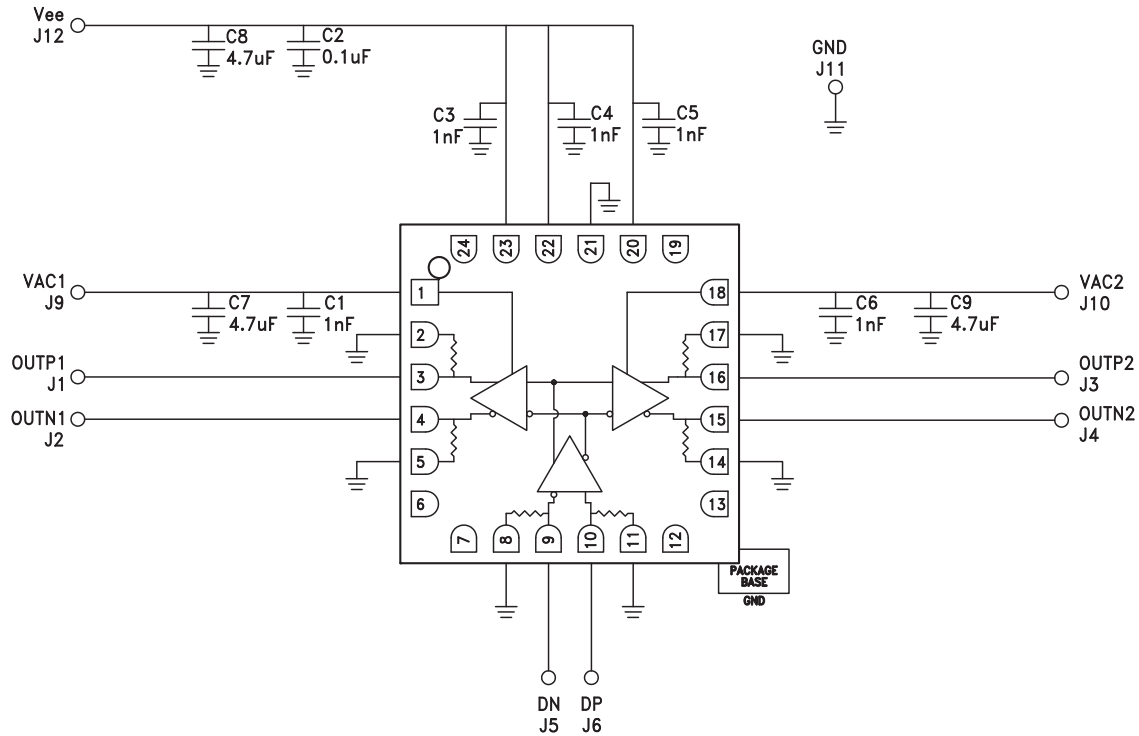 Vee
J12
C8
4.7uF
C2
0.1uF
GND
J11
C3
1nF
C4
1nF
C5
1nF
24
23
22
21
20
19
VAC1
J9
C7
4.7uF
C1
1nF
1
18
C6
1nF
C9
4.7uF
VAC2
J10
2
17
OUTP1
J1
3
16
OUTP2
J3
OUTN1
J2
4
15
OUTN2
J4
5
14
6
13
7
8
9
10
11
12
PACKAGE
BASE
GND
DN
J5
DP
J6